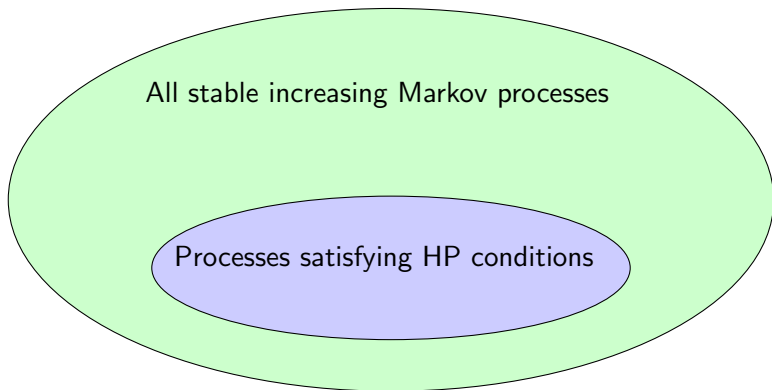 All stable increasing Markov processes
Processes satisfying HP conditions